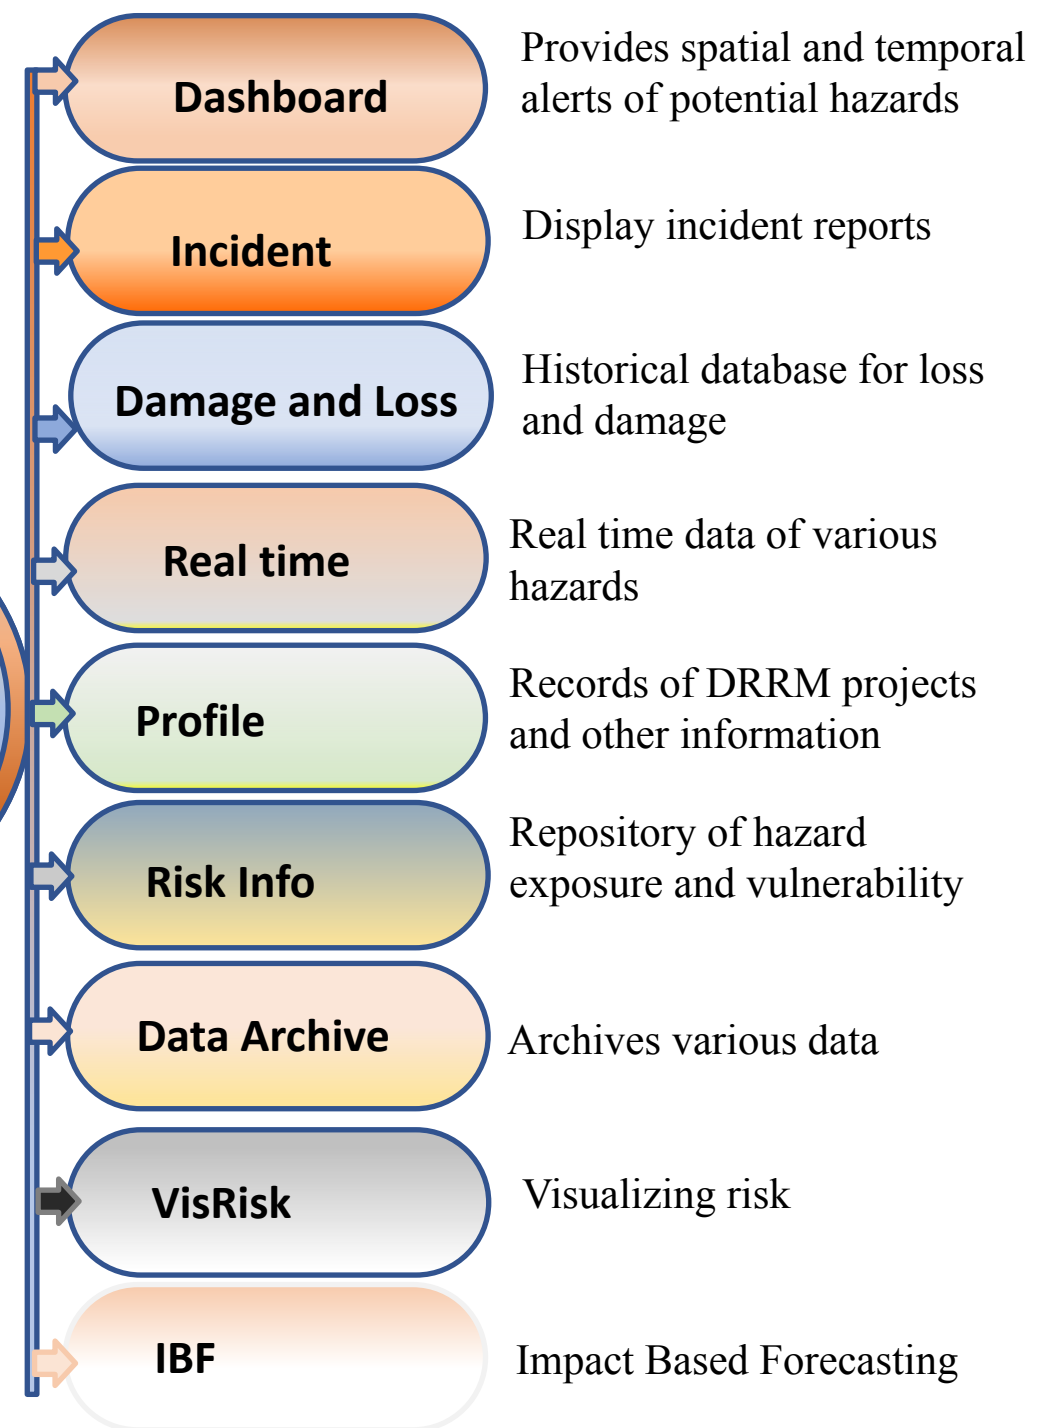 Dashboard
Provides spatial and temporal
alerts of potential hazards
Incident
Display incident reports
Damage and Loss
Historical database for loss
and damage
Real time
Real time data of various
hazards
Profile
Records of DRRM projects
and other information
Risk Info
Repository of hazard
exposure and vulnerability
Data Archive
Archives various data
VisRisk
Visualizing risk
IBF
Impact Based Forecasting